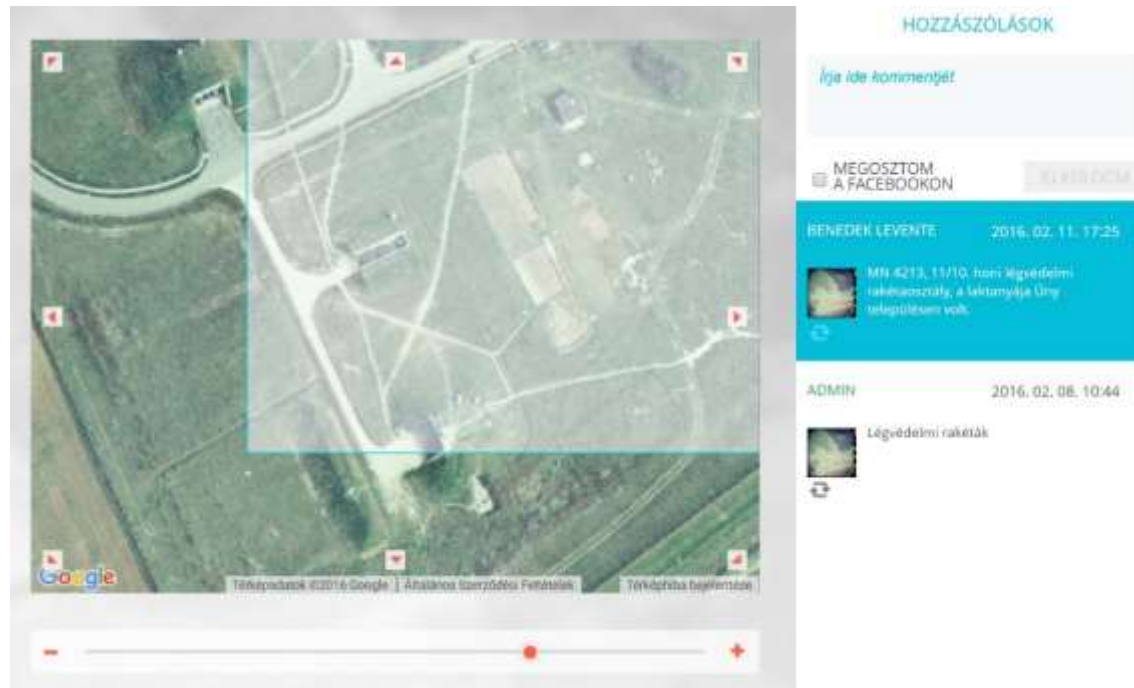 HOZZÁSZÓLÁSOK
Írja ide kommentjét
MEGOSZTOM
A FACEBOOKON
ELKÜLDÖM
BENEDEK LEVENTE 2016. 02. 11. 17:25
MN 4213, 11/10. honi légvédelmi
rakétaosztály, a laktanyája Úny
településen volt.
ADMIN 2016. 02. 08. 10:44
Légvédelmi rakéták
Google
Térképadatok ©2016 Google
Általános Szerződési Feltételek
Térképhiba bejelentése